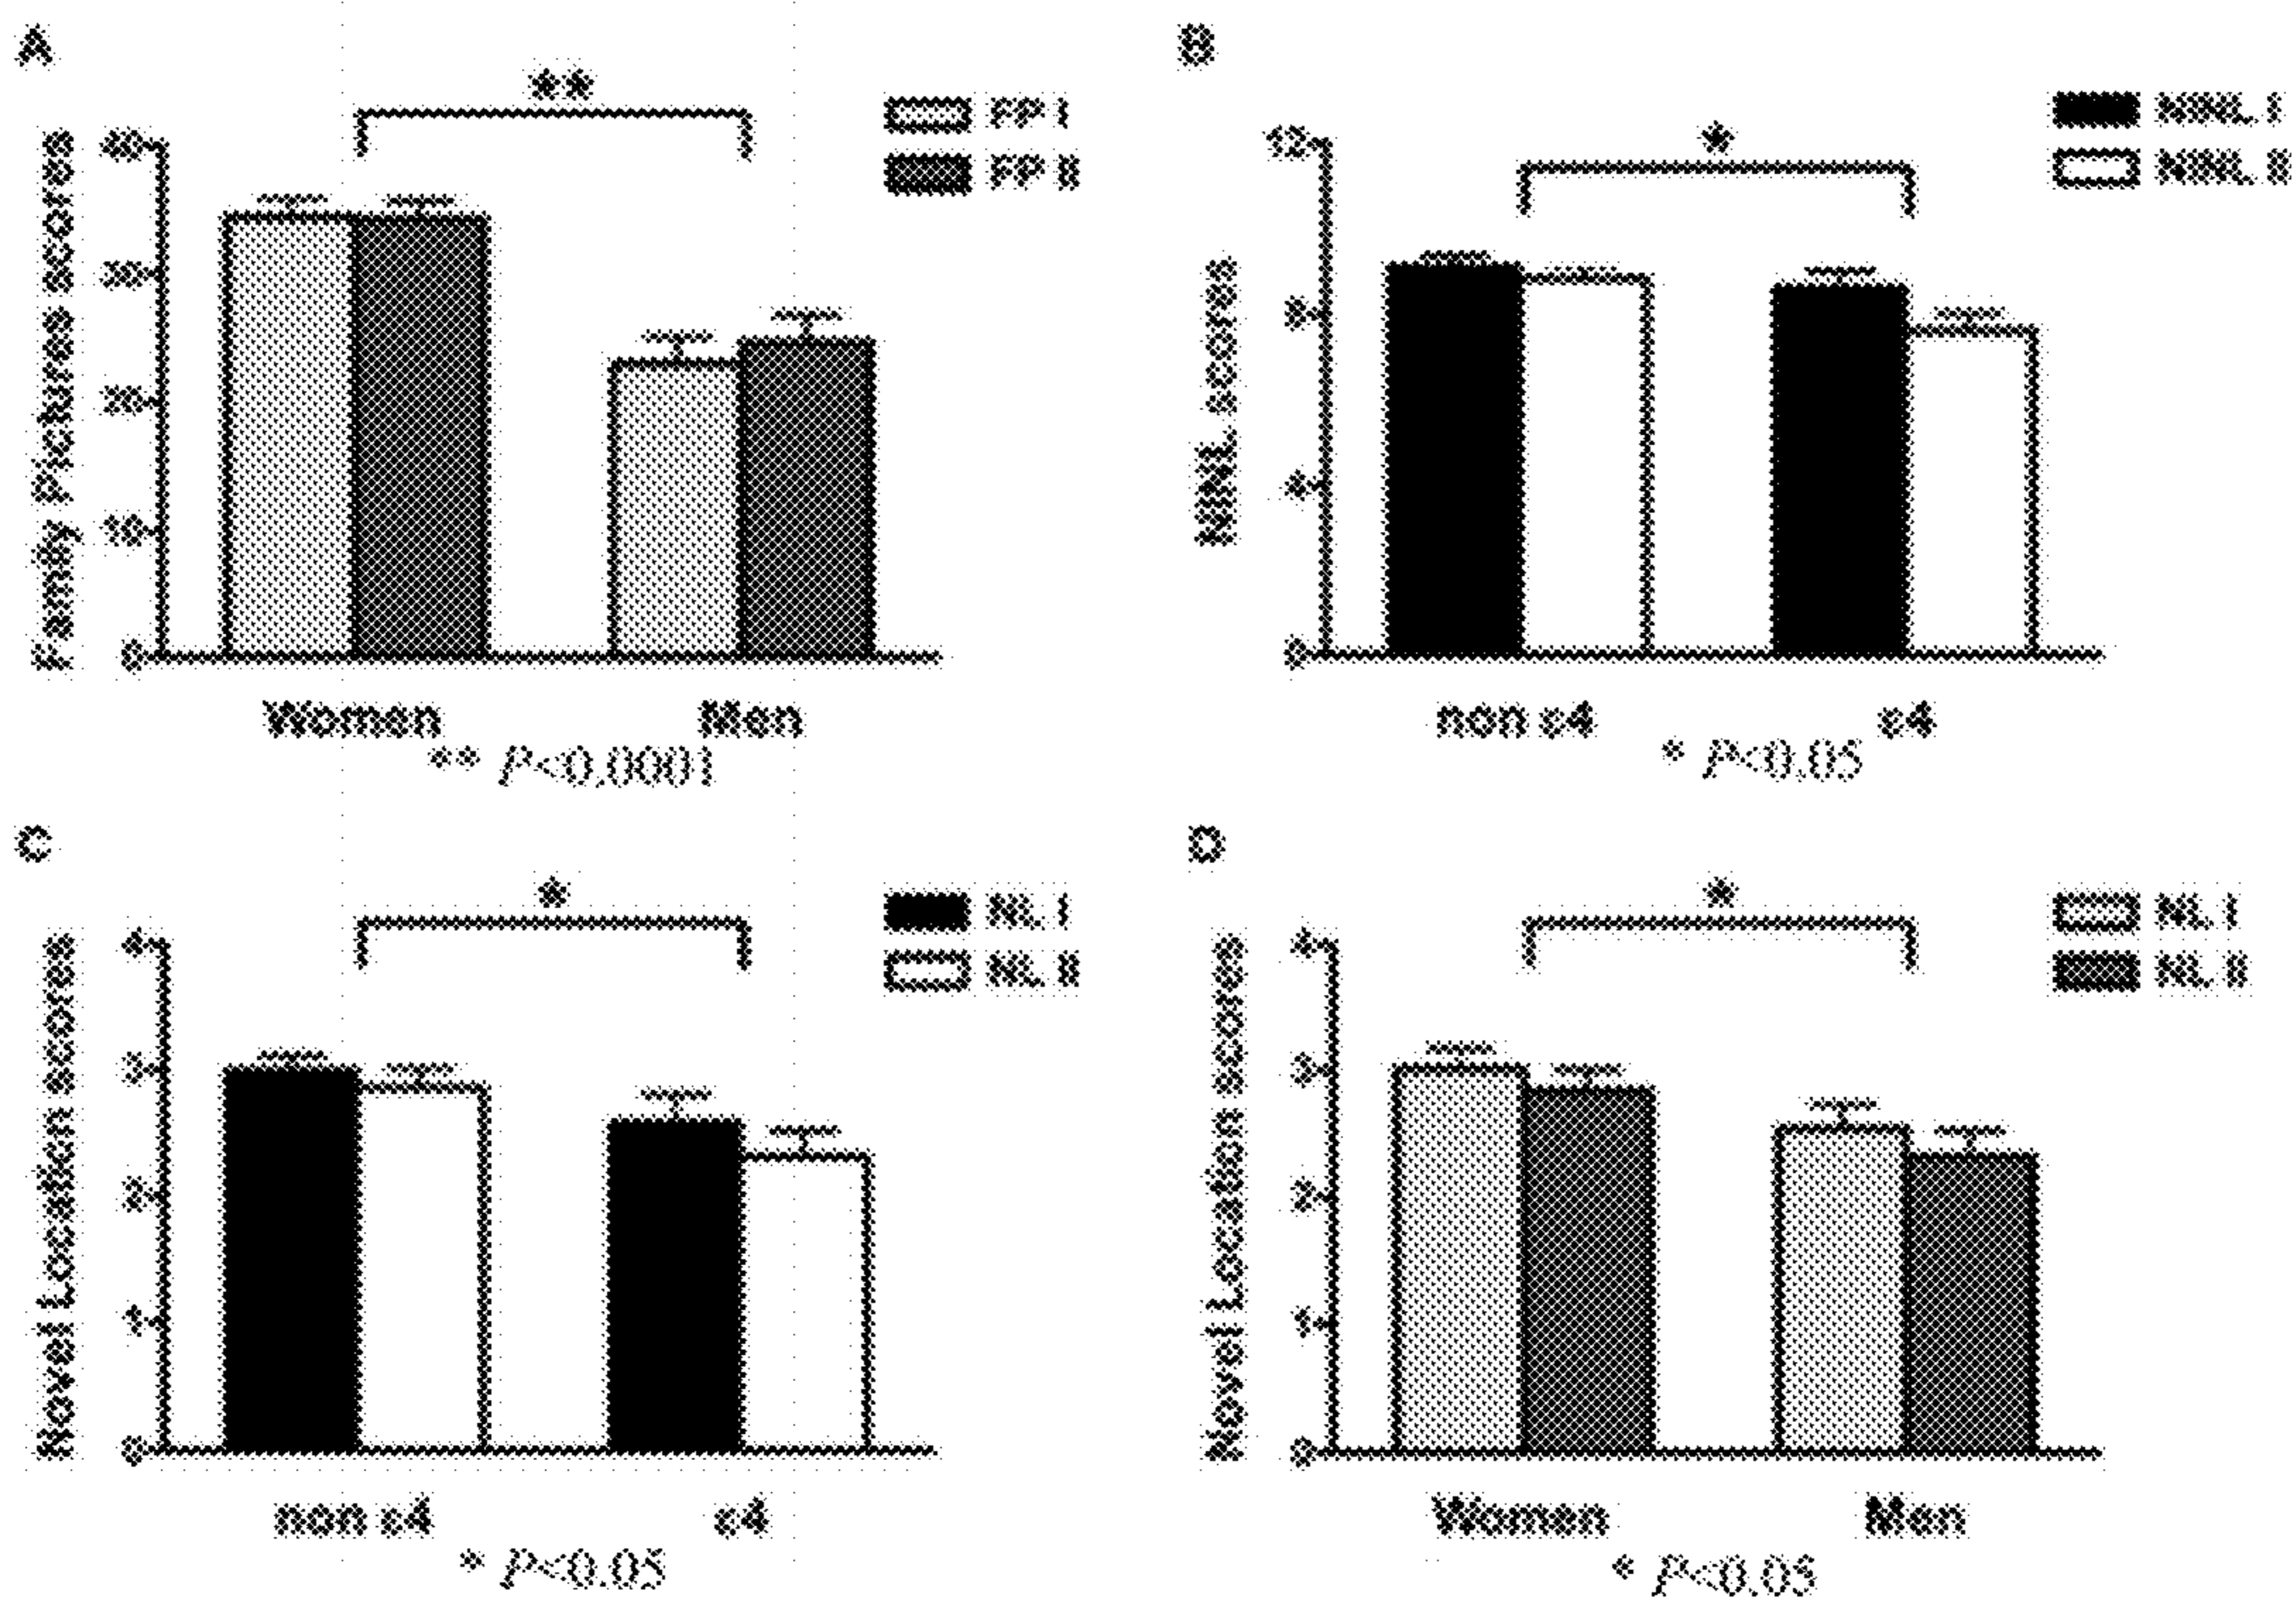 A
**
FP I
FP II
Family Pictures scores
40
30
20
10
0
Women
Men
** P<0.0001
B
*
NINL I
NINL II
NINL scores
12
8
4
0
non ε4
ε4
* P<0.05
C
*
NL I
NL II
Novel Location scores
4
3
2
1
0
non ε4
ε4
* P<0.05
D
*
NL I
NL II
Novel Location scores
4
3
2
1
0
Women
Men
* P<0.05